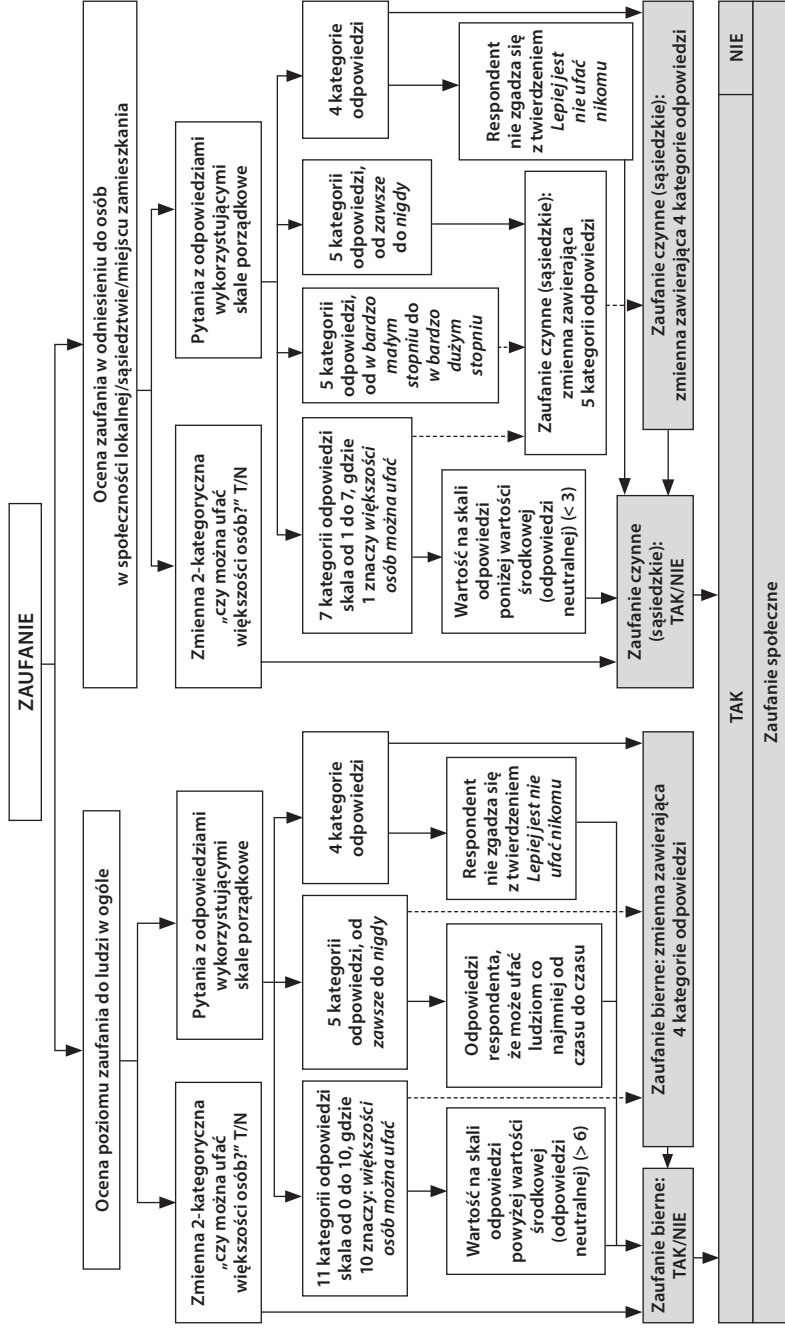 ZAUFANIE
Ocena poziomu zaufania do ludzi w ogóle
Zmienna 2-kategoryczna
„czy można ufać
większości osób?” T/N
Pytania z odpowiedziami
wykorzystującymi
skale porządkowe
11 kategorii odpowiedzi
skala od 0 do 10, gdzie
10 znaczy: większości
osób można ufać
5 kategorii
odpowiedzi, od
zawsze do nigdy
4 kategorie
odpowiedzi
Wartość na skali
odpowiedzi
powyżej wartości
środkowej
(odpowiedzi
neutralnej) (> 6)
Odpowiedzi
respondenta,
że może ufać
ludziom co
najmniej od
czasu do czasu
Respondent
nie zgadza się
z twierdzeniem
Lepiej jest nie
ufać nikomu
Zaufanie bierne:
TAK/NIE
Zaufanie bierne: zmienna zawierająca
4 kategorie odpowiedzi
Ocena zaufania w odniesieniu do osób
w społeczności lokalnej/sąsiedztwie/miejscu zamieszkania
Zmienna 2-kategoryczna
„czy można ufać
większości osób?” T/N
Pytania z odpowiedziami
wykorzystującymi
skale porządkowe
7 kategorii odpowiedzi
skala od 1 do 7, gdzie
1 znaczy większości
osób można ufać
5 kategorii
odpowiedzi,
od w bardzo
małym
stopniu do
w bardzo
dużym
stopniu
5 kategorii
odpowiedzi,
od zawsze
do nigdy
4 kategorie
odpowiedzi
Wartość na skali
odpowiedzi
poniżej wartości
środkowej
(odpowiedzi
neutralnej) (< 3)
Zaufanie czynne (sąsiedzkie):
zmienna zawierająca
5 kategorii odpowiedzi
Respondent
nie zgadza się
z twierdzeniem
Lepiej jest
nie ufać
nikomu
Zaufanie czynne
(sąsiedzkie):
TAK/NIE
Zaufanie czynne (sąsiedzkie):
zmienna zawierająca 4 kategorie odpowiedzi
TAK
NIE
Zaufanie społeczne